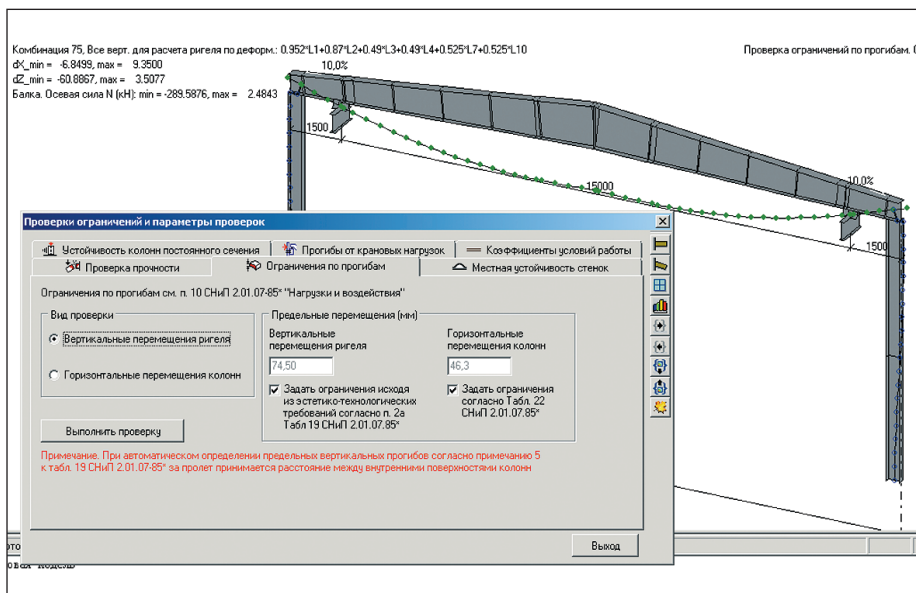 Комбинация 75, Все верт. для расчета ригеля по деформ.: 0.952*L1+0.87*L2+0.49*L3+0.49*L4+0.525*L7+0.525*L10
Проверка ограничений по прогибам. 0
dX_min = -6.8499, max = 9.3500
dZ_min = -60.8867, max = 3.5077
Балка. Осевая сила N (кН): min = -289.5876, max = 2.4843
10,0%
1500
15000
10,0%
1500
Проверки ограничений и параметры проверок
Устойчивость колонн постоянного сечения
Прогибы от крановых нагрузок
Коэффициенты условий работы
Проверка прочности
Ограничения по прогибам
Местная устойчивость стенок
Ограничения по прогибам см. п. 10 СНиП 2.01.07-85* "Нагрузки и воздействия"
Вид проверки
Вертикальные перемещения ригеля
Горизонтальные перемещения колонн
Выполнить проверку
Предельные перемещения (мм)
Вертикальные
перемещения ригеля
74,50
Задать ограничения исходя
из эстетико-технологических
требований согласно п. 2а
Табл 19 СНиП 2.01.07.85*
Горизонтальные
перемещения колонн
46,3
Задать ограничения
согласно Табл. 22
СНиП 2.01.07.85*
Примечание. При автоматическом определении предельных вертикальных прогибов согласно примечанию 5
к табл. 19 СНиП 2.01.07-85* за пролет принимается расстояние между внутренними поверхностями колонн
Выход